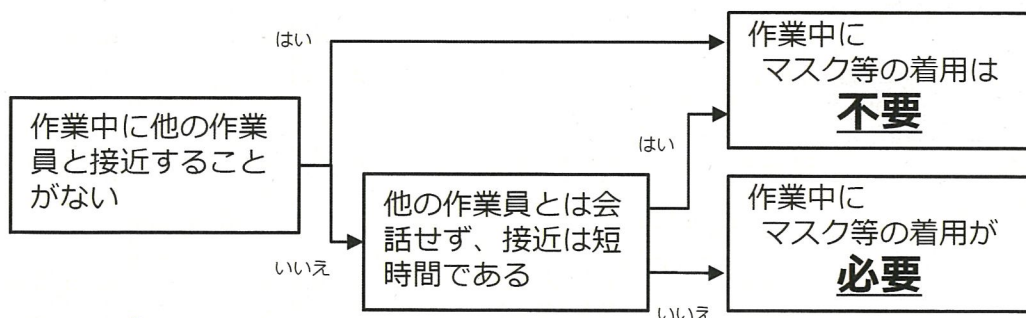 作業中に他の作業
員と接近すること
がない
はい
いいえ
他の作業員とは会
話せず、接近は短
時間である
はい
いいえ
作業中に
マスク等の着用は
不要
作業中に
マスク等の着用が
必要